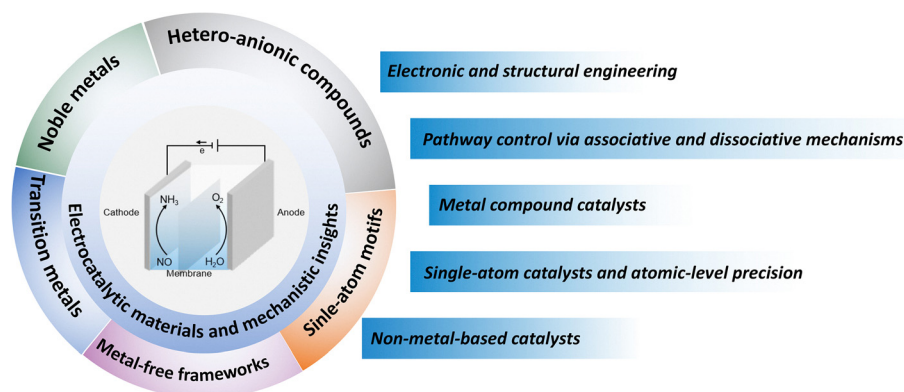 Noble metals
Hetero-anionic compounds
Transition metals
Metal-free frameworks
Sinle-atom motifs
Electrocatalytic materials and mechanistic insights
e
Cathode
NH₃
O₂
Anode
NO
H₂O
Membrane
Electronic and structural engineering
Pathway control via associative and dissociative mechanisms
Metal compound catalysts
Single-atom catalysts and atomic-level precision
Non-metal-based catalysts